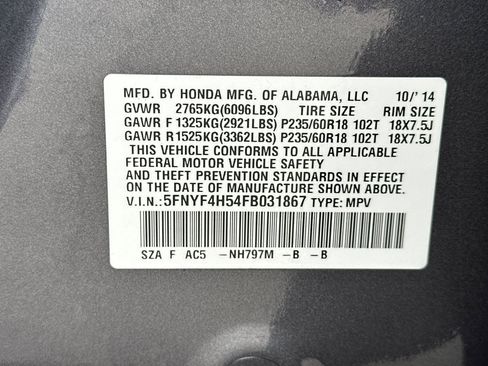 MFD. BY HONDA MFG. OF ALABAMA, LLC 10/'14
GVWR 2765KG(6096LBS) TIRE SIZE RIM SIZE
GAWR F 1325KG(2921LBS) P235/60R18 102T 18X7.5J
GAWR R1525KG(3362LBS) P235/60R18 102T 18X7.5J
THIS VEHICLE CONFORMS TO ALL APPLICABLE
FEDERAL MOTOR VEHICLE SAFETY
AND THEFT PREVENTION STANDARDS IN EFFECT
ON THE DATE OF MANUFACTURE SHOWN ABOVE.
V.I.N.:5FNYF4H54FB031867 TYPE: MPV
SZA F AC5 -NH797M -B -B